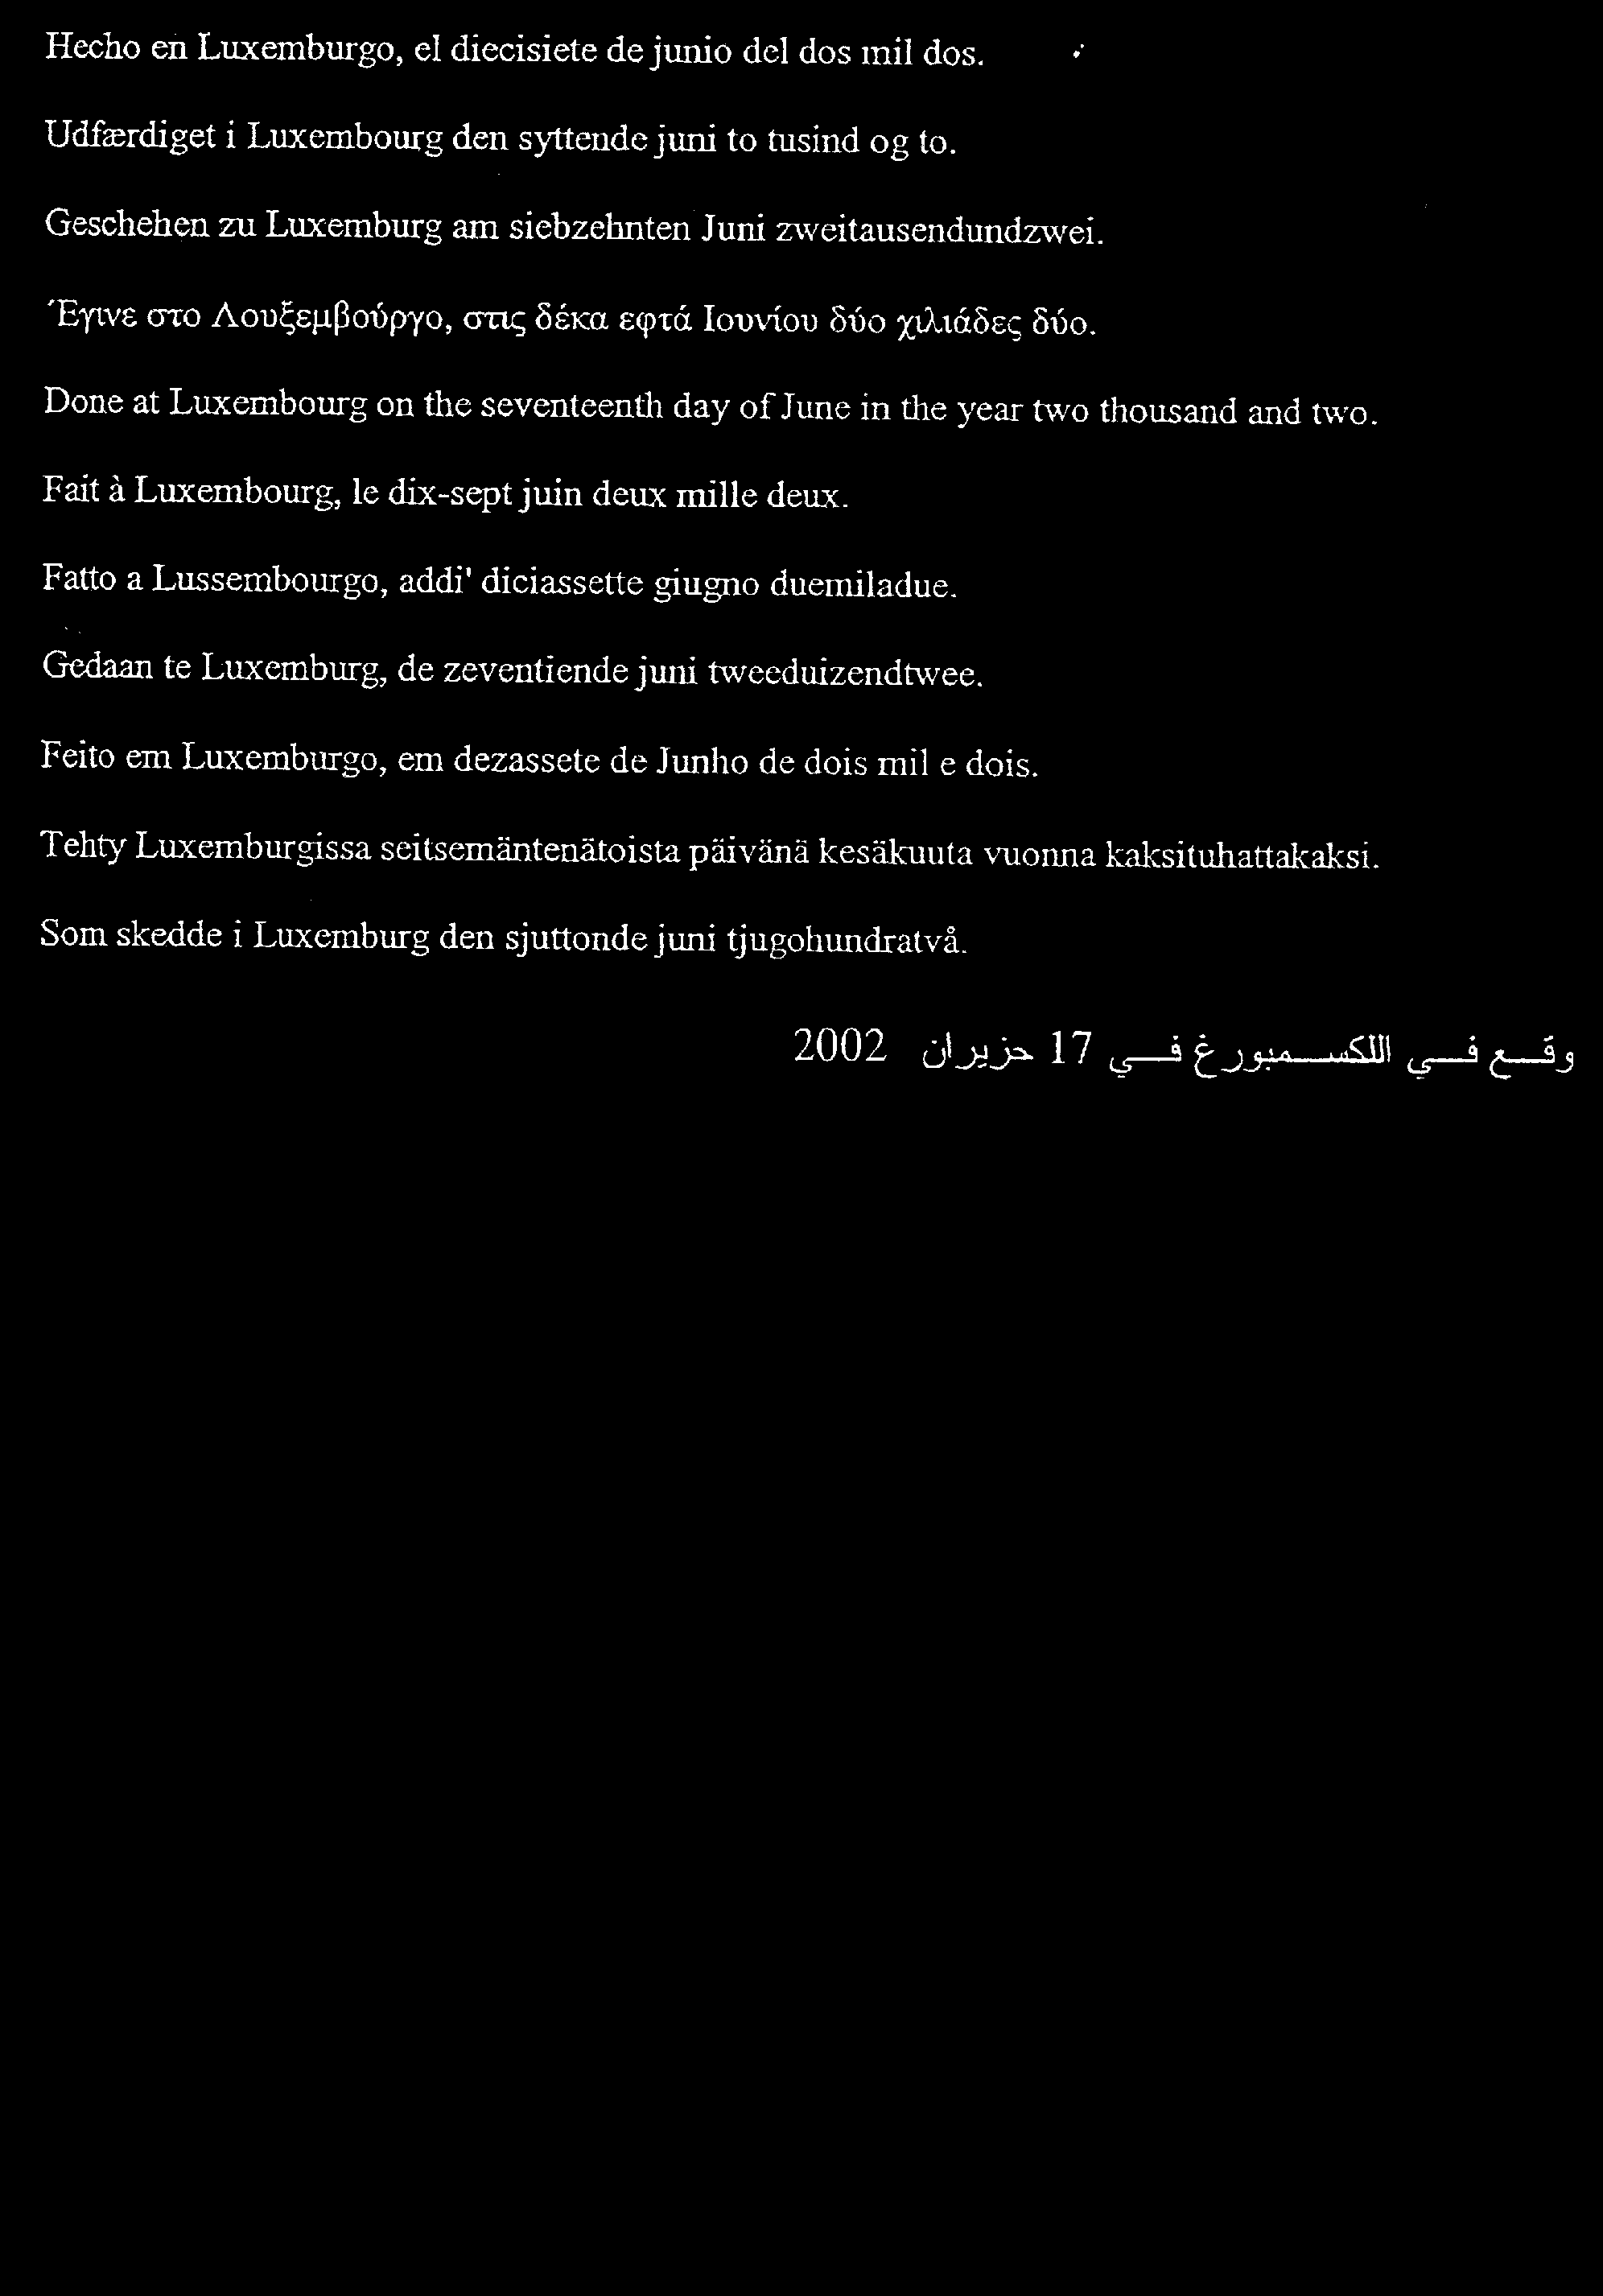 Hecho en Luxemburgo, el diecisiete de junio del dos mil dos.
Udfærdiget i Luxembourg den syttende juni to tusind og to.
Geschehen zu Luxemburg am siebzehnten Juni zweitausendundzwei.
Έγινε στο Λουξεμβούργο, στις δέκα εφτά Ιουνίου δύο χιλιάδες δύο.
Done at Luxembourg on the seventeenth day of June in the year two thousand and two.
Fait à Luxembourg, le dix-sept juin deux mille deux.
Fatto a Lussembourgo, addi' diciassette giugno duemiladue.
Gedaan te Luxemburg, de zeventiende juni tweeduizendtwee.
Feito em Luxemburgo, em dezassete de Junho de dois mil e dois.
Tehty Luxemburgissa seitsemäntenätoista päivänä kesäkuuta vuonna kaksituhattakaksi.
Som skedde i Luxemburg den sjuttonde juni tjugohundratvå.
وقـــع فـــي اللكســـمبورغ فـــي 17 حزيران 2002